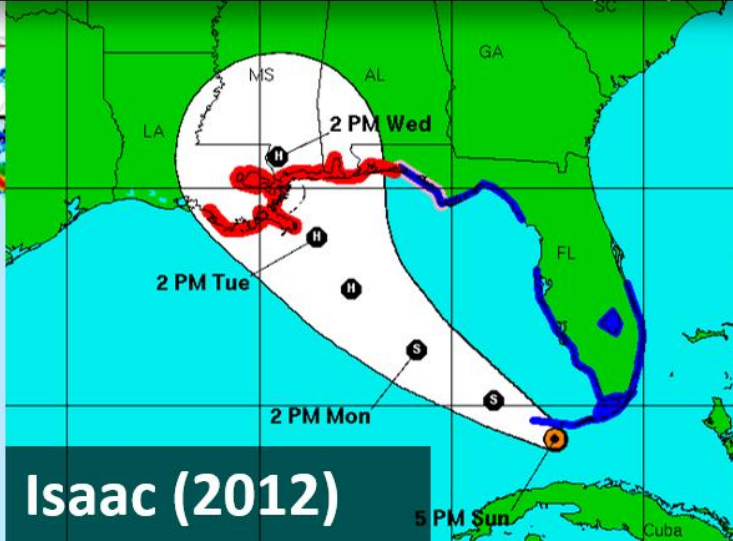 SC
GA
MS
AL
LA
2 PM Wed
H
FL
H
2 PM Tue
H
S
2 PM Mon
S
Isaac (2012)
5 PM Sun
Cuba